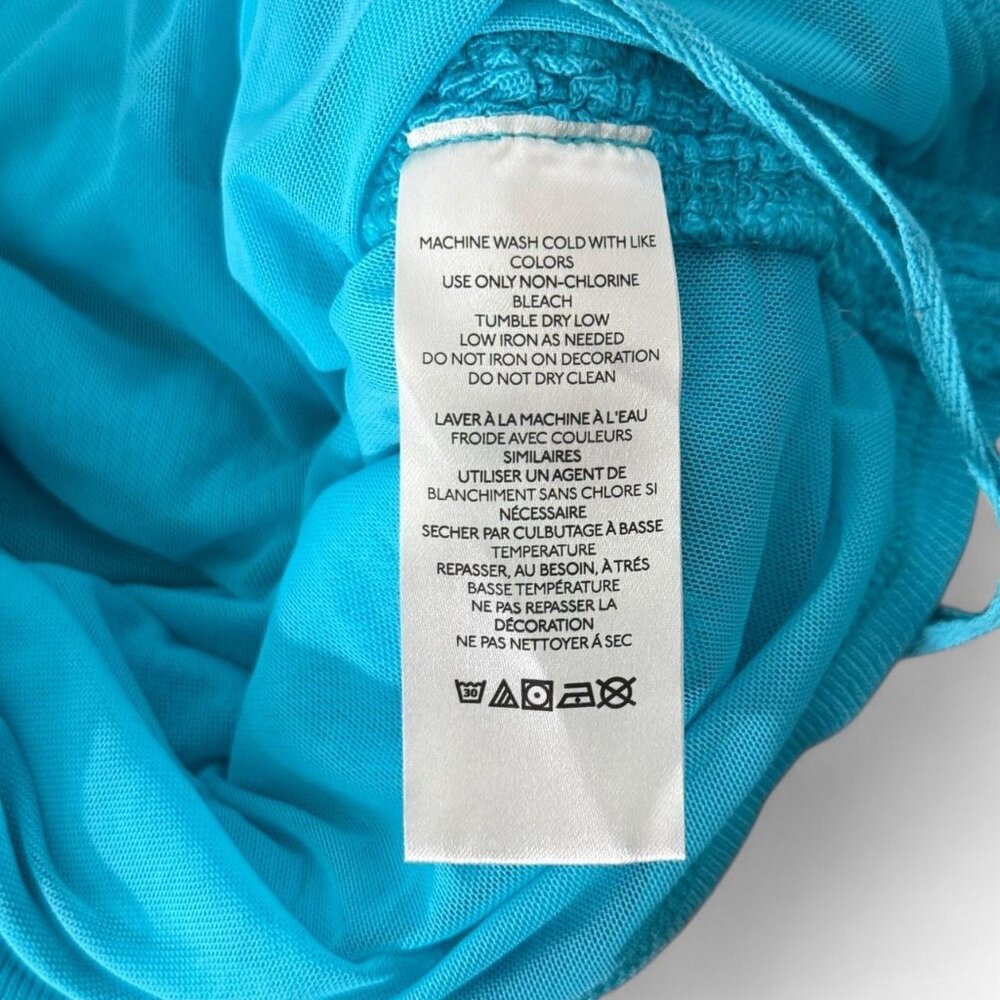 MACHINE WASH COLD WITH LIKE
COLORS
USE ONLY NON-CHLORINE
BLEACH
TUMBLE DRY LOW
LOW IRON AS NEEDED
DO NOT IRON ON DECORATION
DO NOT DRY CLEAN
LAVER À LA MACHINE À L'EAU
FROIDE AVEC COULEURS
SIMILAIRES
UTILISER UN AGENT DE
BLANCHIMENT SANS CHLORE SI
NÉCESSAIRE
SECHER PAR CULBUTAGE À BASSE
TEMPERATURE
REPASSER, AU BESOIN, À TRÉS
BASSE TEMPÉRATURE
NE PAS REPASSER LA
DÉCORATION
NE PAS NETTOYER Á SEC
30